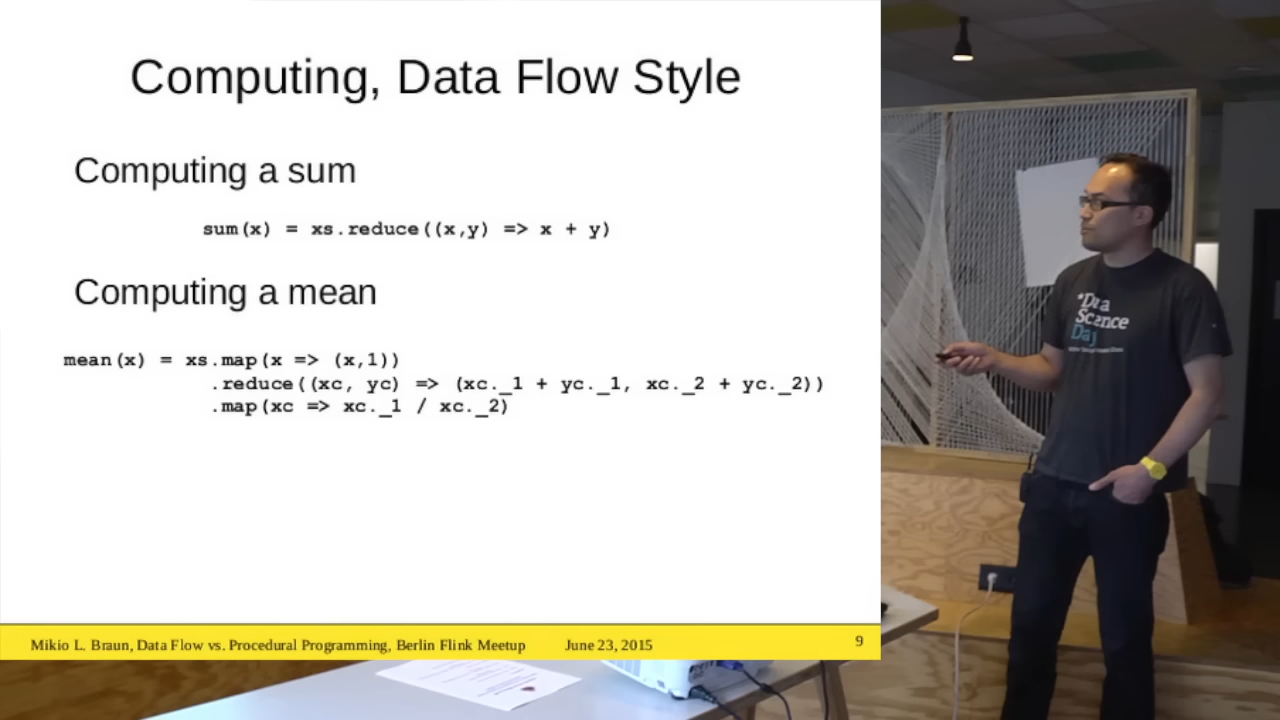 Computing, Data Flow Style
Computing a sum
sum(x) = xs.reduce((x,y) => x + y)
Computing a mean
mean(x) = xs.map(x => (x,1))
.reduce((xc, yc) => (xc._1 + yc._1, xc._2 + yc._2))
.map(xc => xc._1 / xc._2)
Mikio L. Braun, Data Flow vs. Procedural Programming, Berlin Flink Meetup June 23, 2015 9
Science
Day